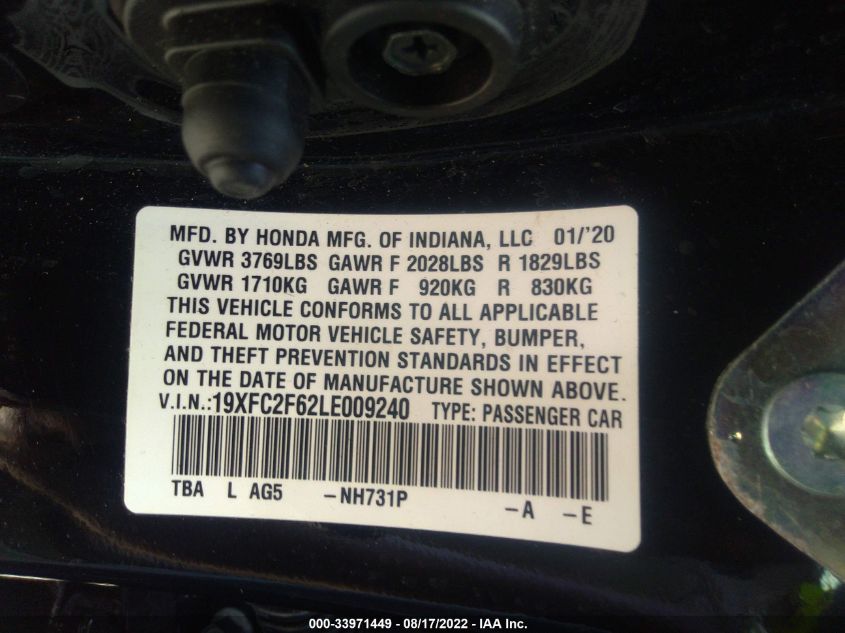 MFD. BY HONDA MFG. OF INDIANA, LLC 01/'20
GVWR 3769LBS GAWR F 2028LBS R 1829LBS
GVWR 1710KG GAWR F 920KG R 830KG
THIS VEHICLE CONFORMS TO ALL APPLICABLE
FEDERAL MOTOR VEHICLE SAFETY, BUMPER,
AND THEFT PREVENTION STANDARDS IN EFFECT
ON THE DATE OF MANUFACTURE SHOWN ABOVE.
V.I.N.:19XFC2F62LE009240 TYPE: PASSENGER CAR
TBA L AG5 -NH731P -A -E
000-33971449 - 08/17/2022 - IAA Inc.